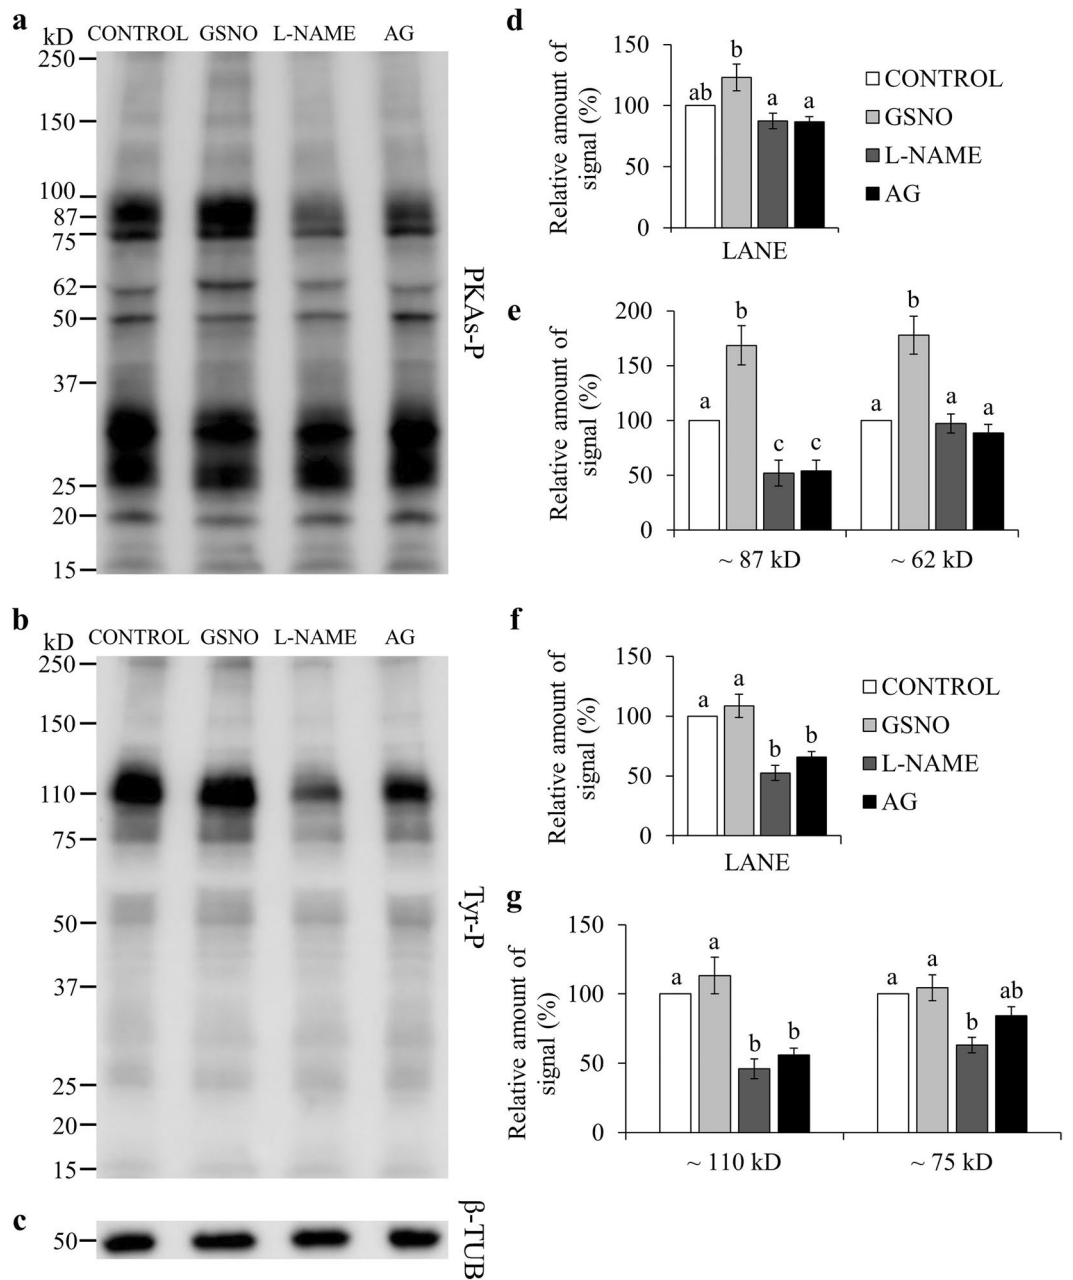 a
kD CONTROL GSNO L-NAME AG
250
150
100
87
75
62
50
37
25
20
15
PKAs-P
b
kD CONTROL GSNO L-NAME AG
250
150
110
75
50
37
25
20
15
Tyr-P
c
50
β-TUB
d
Relative amount of
signal (%)
150
100
50
0
ab b a a
LANE
CONTROL
GSNO
L-NAME
AG
e
Relative amount of
signal (%)
200
150
100
50
0
a b c c a b a a
~ 87 kD ~ 62 kD
f
Relative amount of
signal (%)
150
100
50
0
a a b b
LANE
CONTROL
GSNO
L-NAME
AG
g
Relative amount of
signal (%)
150
100
50
0
a a b b a a b ab
~ 110 kD ~ 75 kD